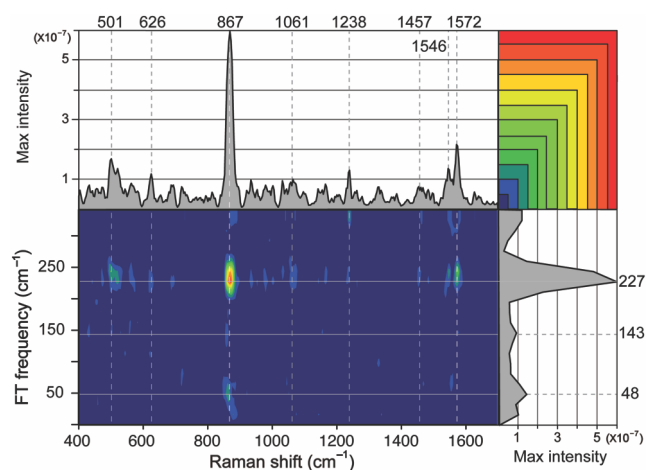 501 626 867 1061 1238 1457 1572
1546
(X10⁻⁷)
5
3
1
Max intensity
250
150
50
FT frequency (cm⁻¹)
227
143
48
400 600 800 1000 1200 1400 1600
Raman shift (cm⁻¹)
1 3 5 (X10⁻⁷)
Max intensity